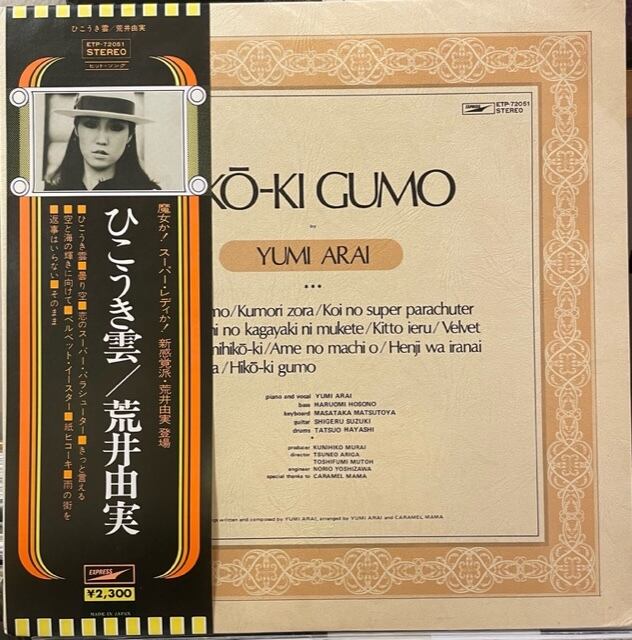 ひこうき雲/荒井由実
ETP-72051
STEREO
ヒット・ソング
魔女か!スーパー・レディか!新感覚派・荒井由実登場
ひこうき雲/荒井由実
■ひこうき雲■曇り空■恋のスーパー・パラシューター■きっと言える
■空と海の輝きに向けて■ベルベット・イースター■紙ヒコーキ■雨の街を
■返事はいらない■そのまま
EXPRESS
¥2,300
MADE IN JAPAN
EXPRESS
ETP-72051
STEREO
KŌ-KI GUMO
by
YUMI ARAI
mo/Kumori zora/Koi no super parachuter
ni no kagayaki ni mukete/Kitto ieru/Velvet
mihikō-ki/Ame no machi o/Henji wa iranai
a/Hikō-ki gumo
piano and vocal YUMI ARAI
bass HARUOMI HOSONO
keyboard MASATAKA MATSUTOYA
guitar SHIGERU SUZUKI
drums TATSUO HAYASHI
producer KUNIHIKO MURAI
director TSUNEO ARIGA
TOSHIFUMI MUTOH
engineer NORIO YOSHIZAWA
special thanks to CARAMEL MAMA
written and composed by YUMI ARAI, arranged by YUMI ARAI and CARAMEL MAMA